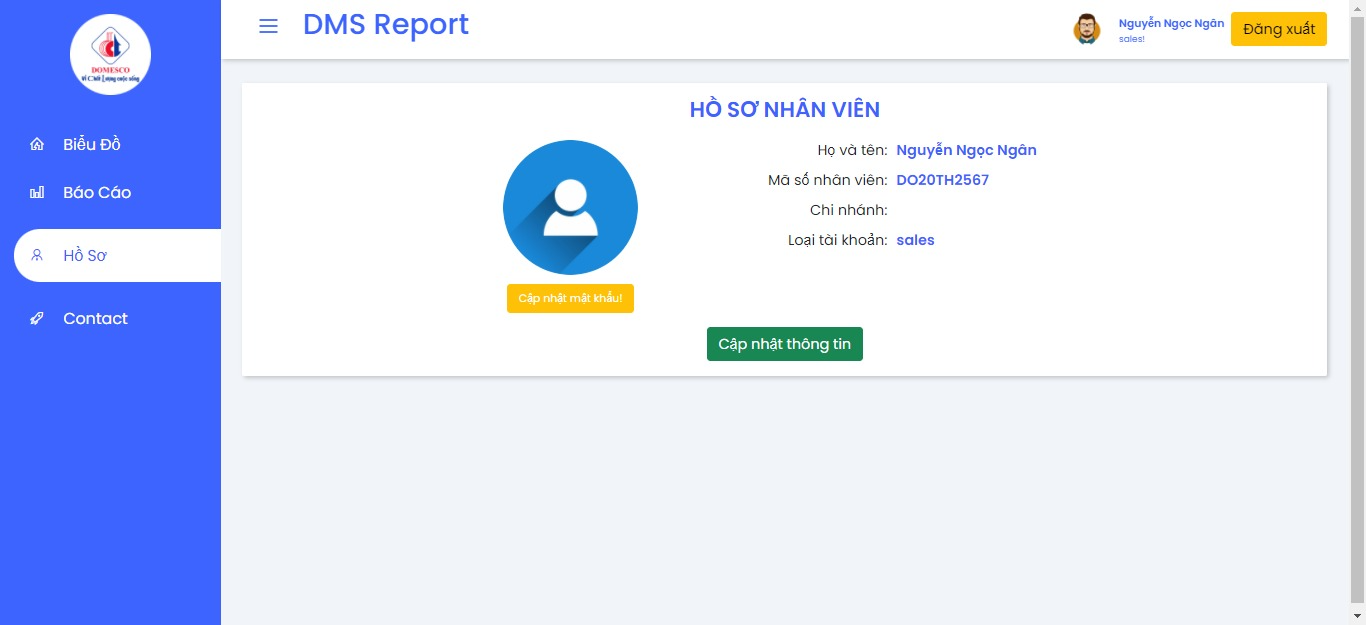 DOMESCO
Vì Chất Lượng cuộc sống
Biểu Đồ
Báo Cáo
Hồ Sơ
Contact
DMS Report
Nguyễn Ngọc Ngân
sales!
Đăng xuất
HỒ SƠ NHÂN VIÊN
Họ và tên: Nguyễn Ngọc Ngân
Mã số nhân viên: DO20TH2567
Chi nhánh:
Loại tài khoản: sales
Cập nhật mật khẩu!
Cập nhật thông tin